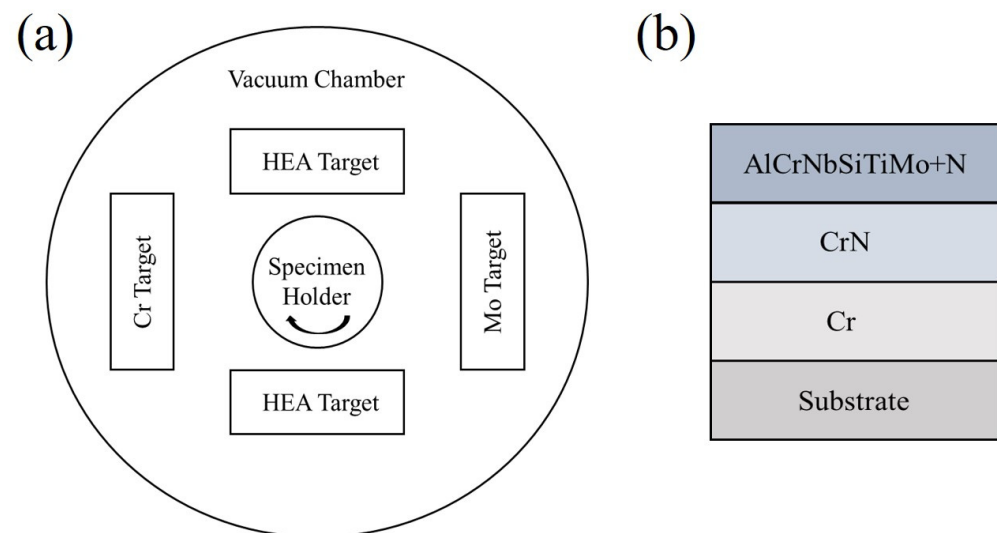 (a)
Vacuum Chamber
HEA Target
Cr Target
Specimen
Holder
Mo Target
HEA Target
(b)
AlCrNbSiTiMo+N
CrN
Cr
Substrate